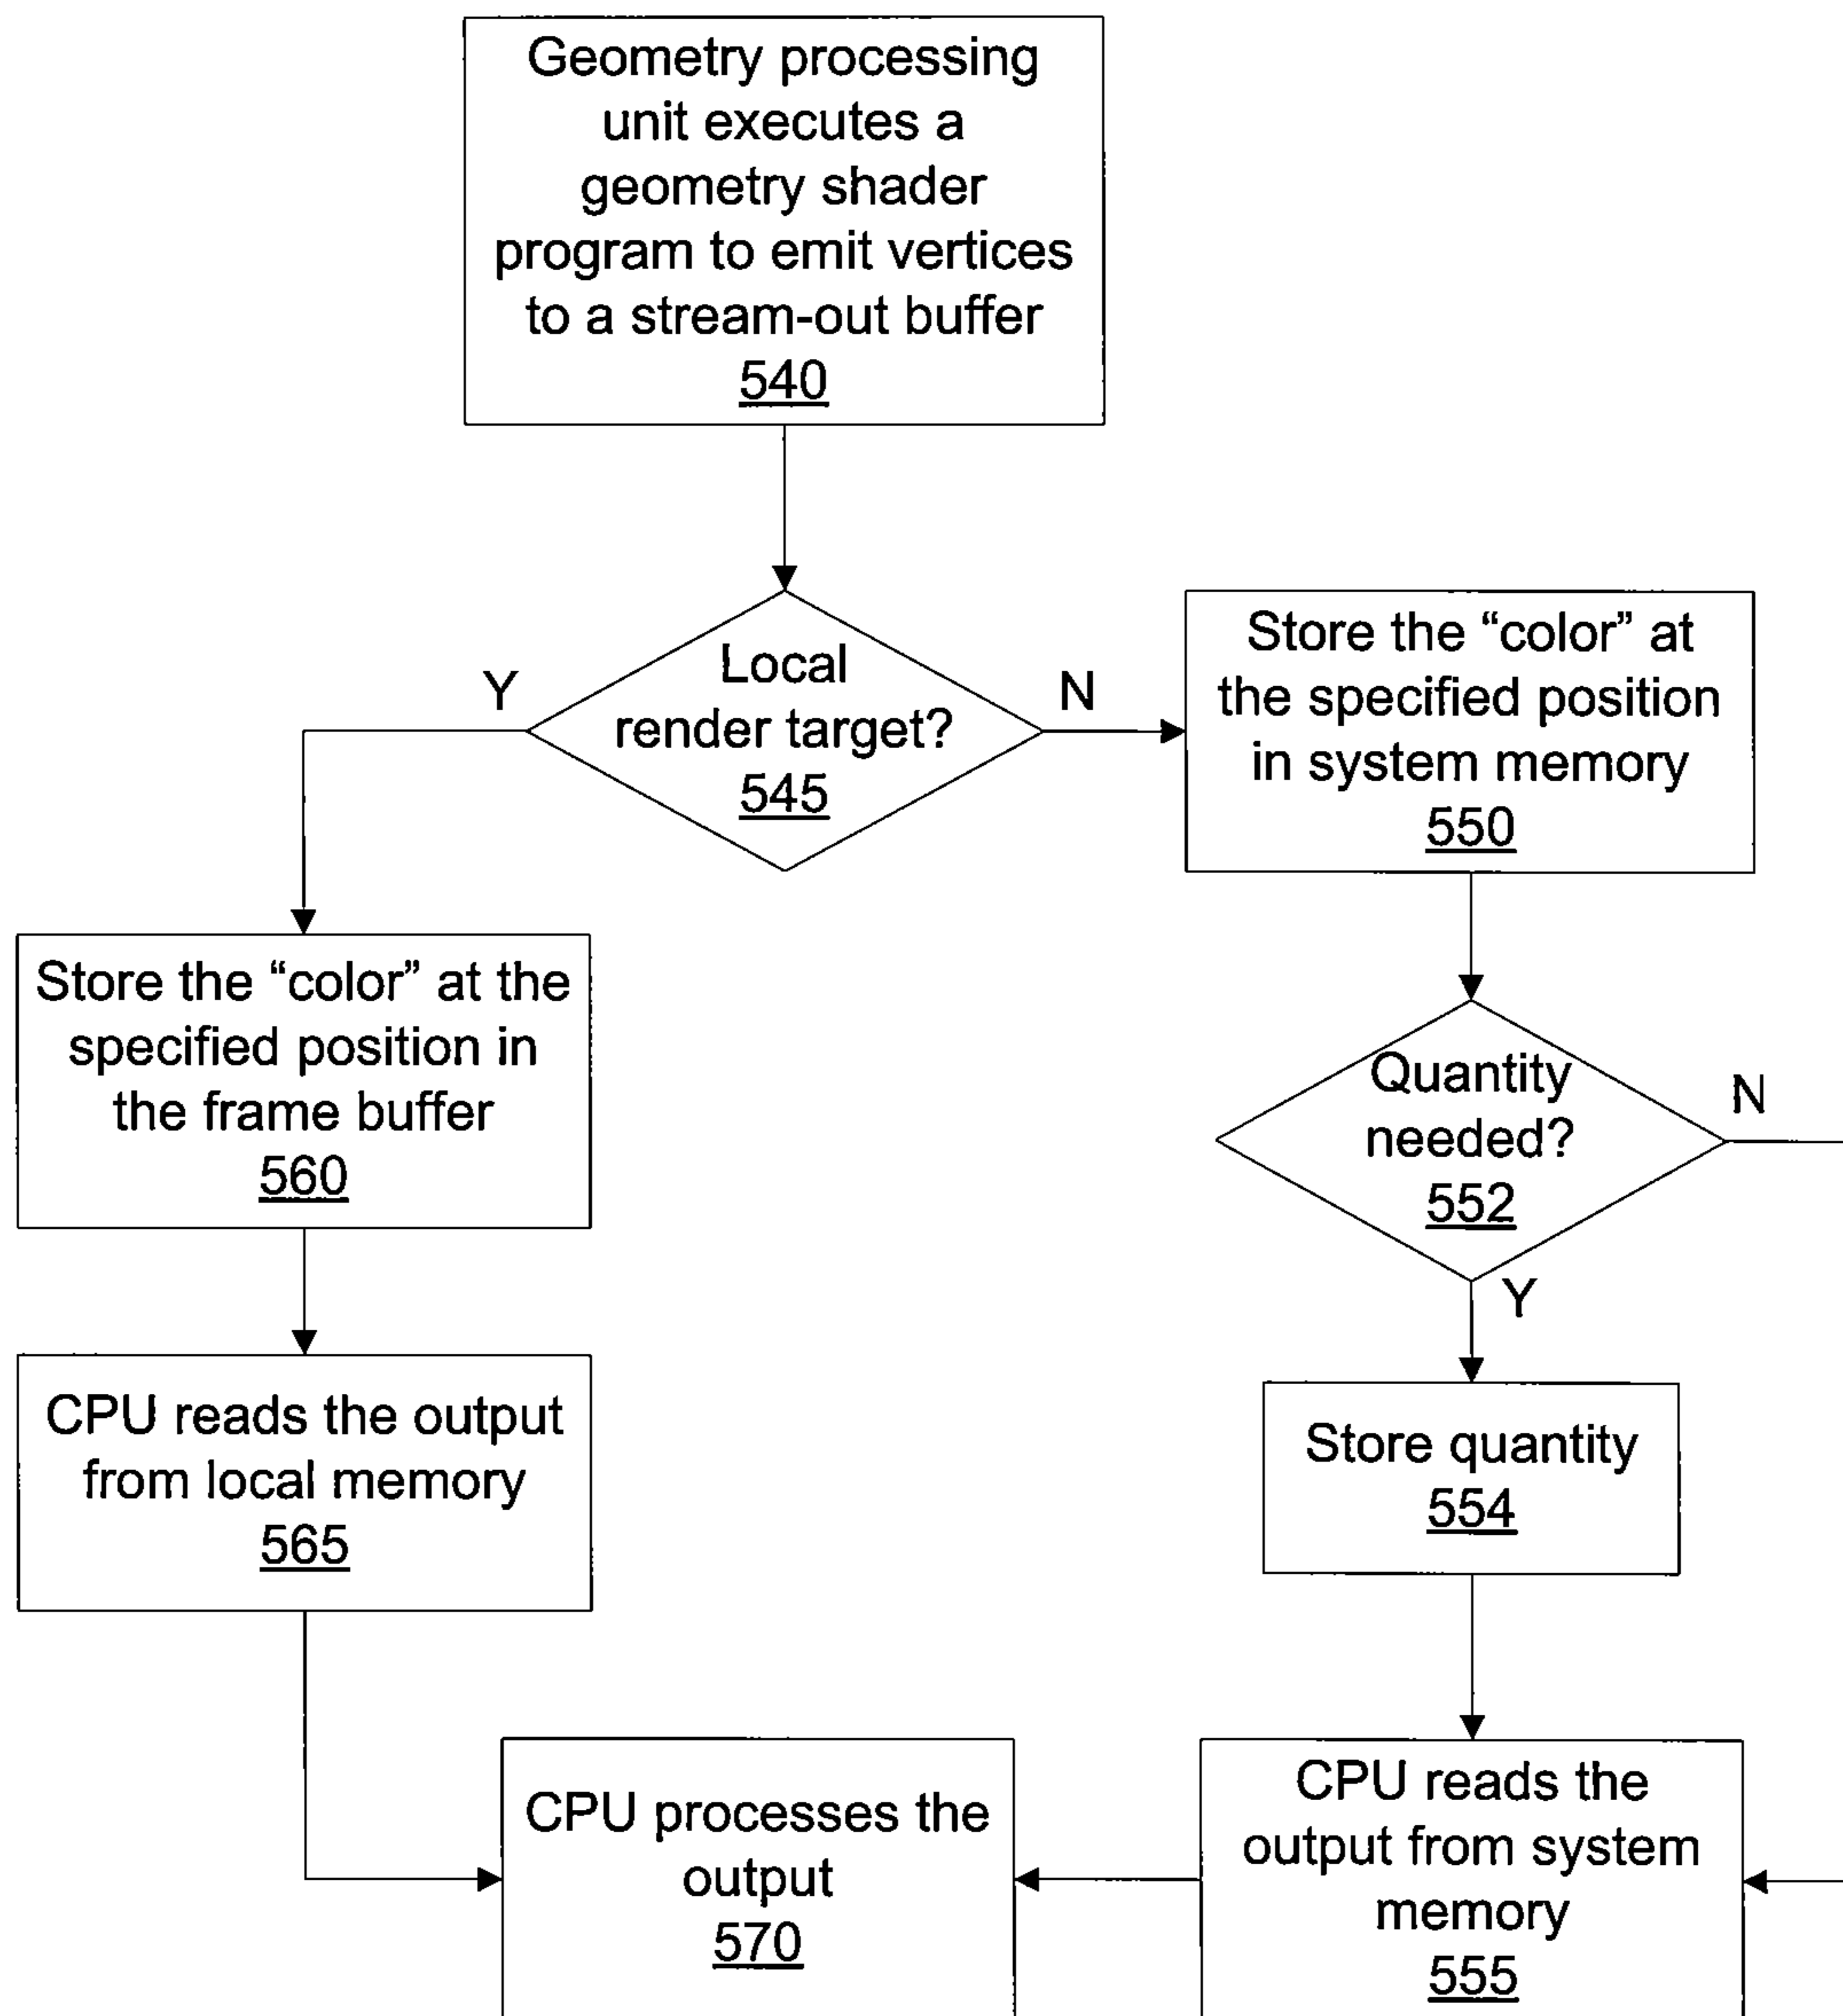 Geometry processing
unit executes a
geometry shader
program to emit vertices
to a stream-out buffer
540
Local
render target?
545
Y
N
Store the “color” at
the specified position
in system memory
550
Store the “color” at the
specified position in
the frame buffer
560
Quantity
needed?
552
N
Y
CPU reads the output
from local memory
565
Store quantity
554
CPU processes the
output
570
CPU reads the
output from system
memory
555